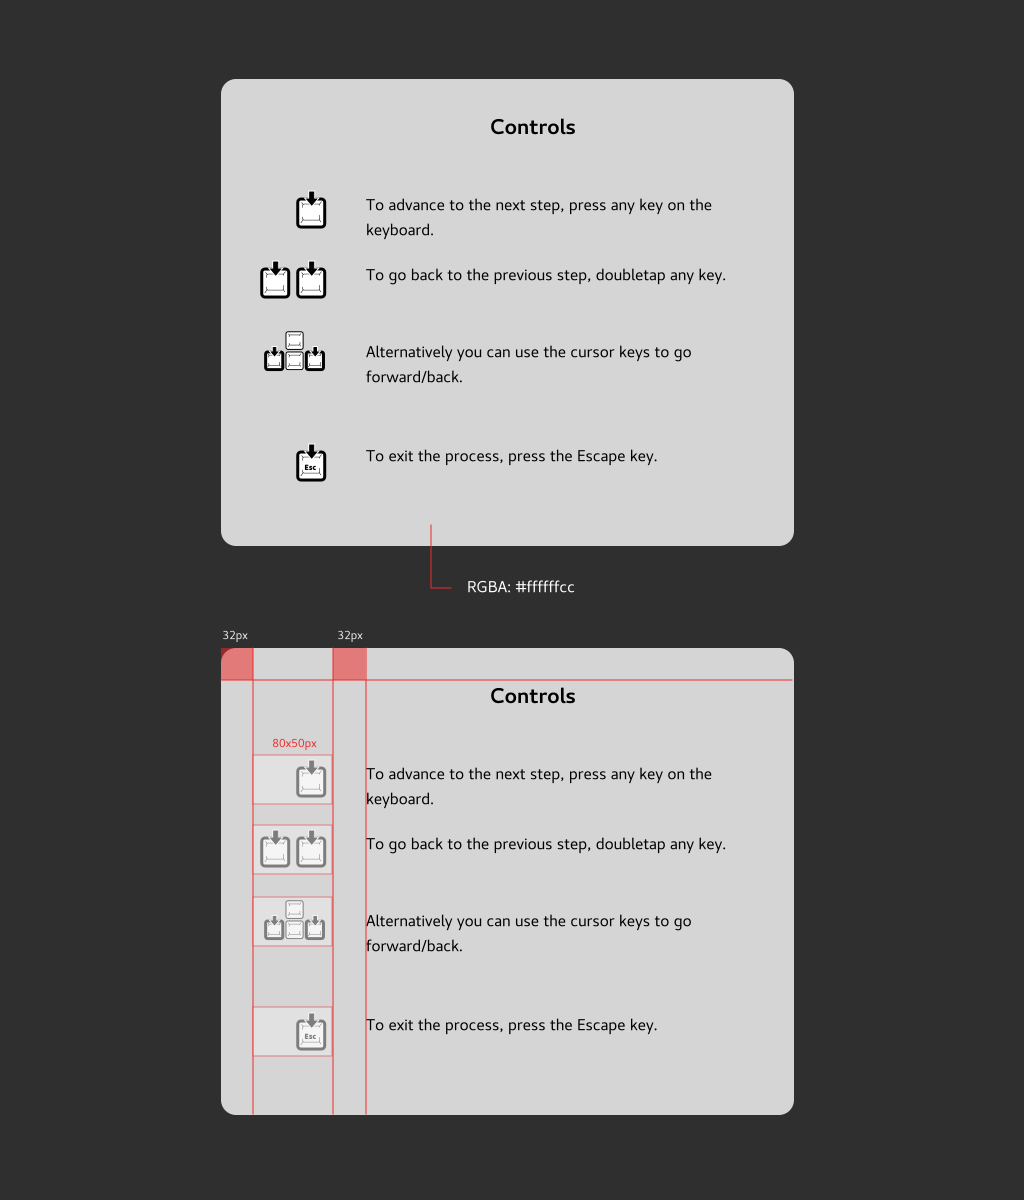 Controls
To advance to the next step, press any key on the
keyboard.
To go back to the previous step, doubletap any key.
Alternatively you can use the cursor keys to go
forward/back.
Esc
To exit the process, press the Escape key.
RGBA: #ffffffcc
32px
32px
Controls
80x50px
To advance to the next step, press any key on the
keyboard.
To go back to the previous step, doubletap any key.
Alternatively you can use the cursor keys to go
forward/back.
Esc
To exit the process, press the Escape key.